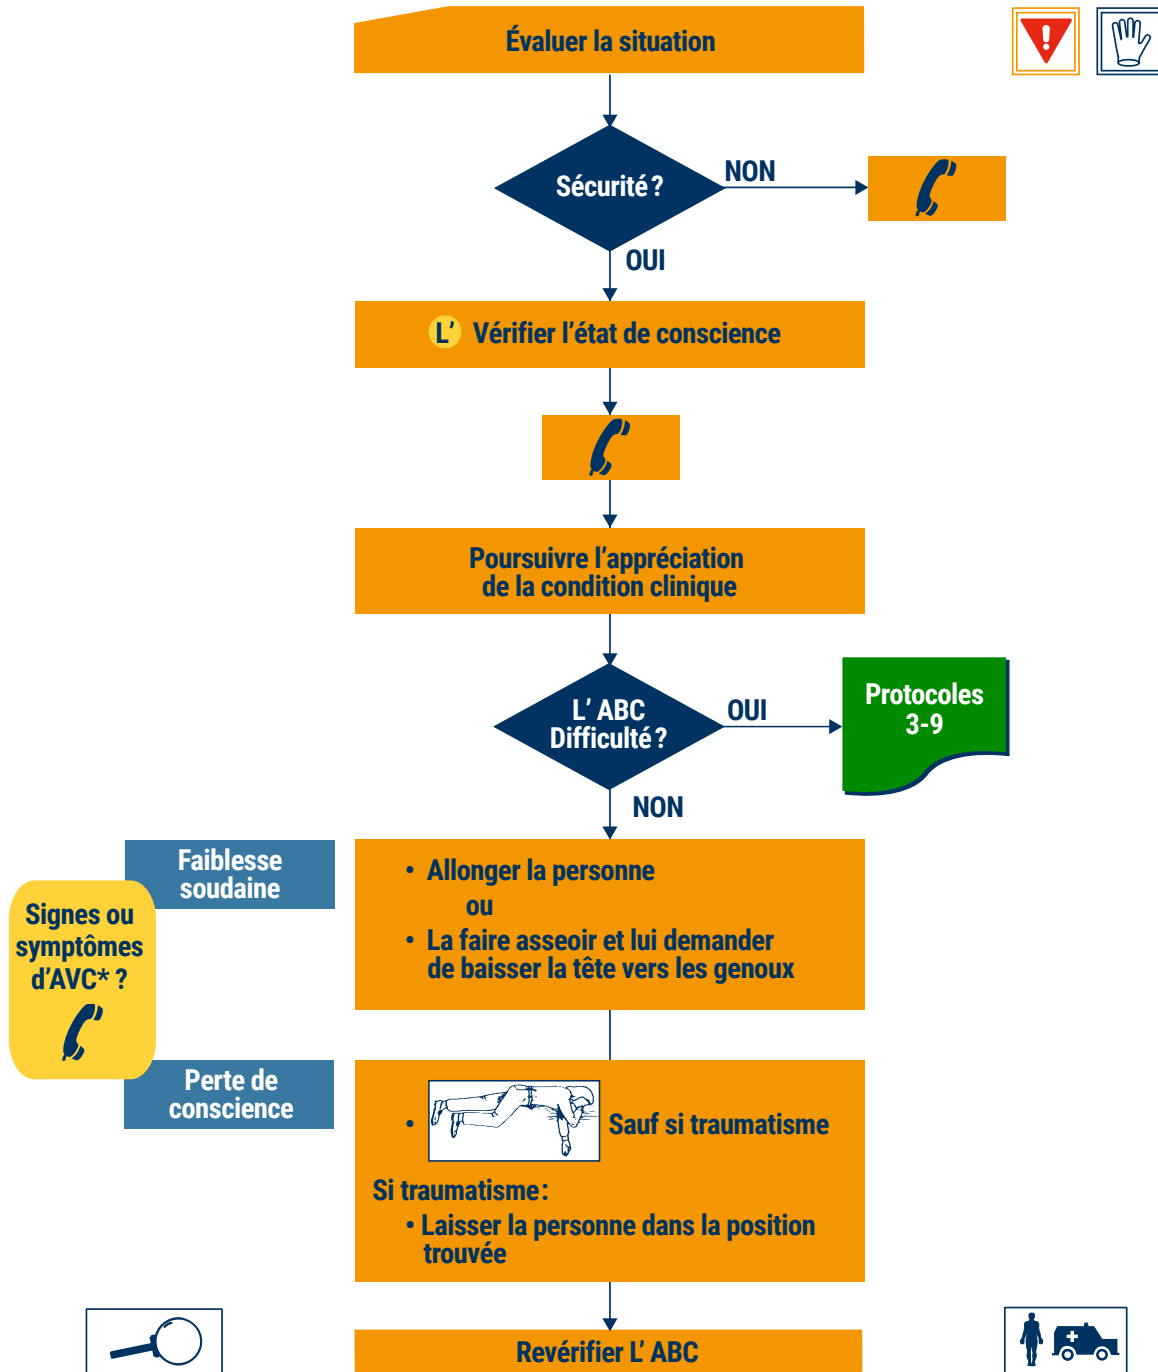 Évaluer la situation
Sécurité ?
NON
OUI
L' Vérifier l'état de conscience
Poursuivre l'appréciation
de la condition clinique
L' ABC
Difficulté ?
OUI
Protocoles
3-9
NON
Faiblesse
soudaine
• Allonger la personne
ou
• La faire asseoir et lui demander
de baisser la tête vers les genoux
Signes ou
symptômes
d'AVC* ?
Perte de
conscience
• Sauf si traumatisme
Si traumatisme :
• Laisser la personne dans la position
trouvée
Revérifier L' ABC